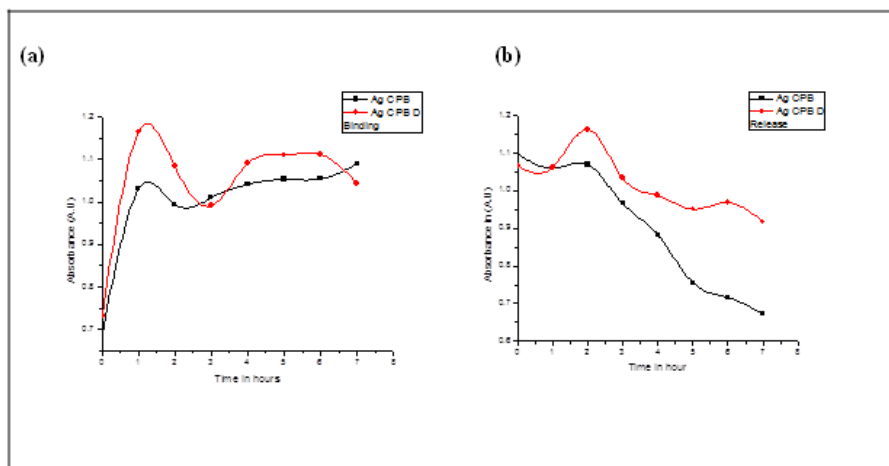 (a)
Ag CPB
Ag CPB D
Binding
1.2
1.1
1.0
0.9
0.8
0.7
Absorbance (A.U)
0 1 2 3 4 5 6 7 8
Time in hours
(b)
Ag CPB
Ag CPB D
Release
1.2
1.1
1.0
0.9
0.8
0.7
0.6
Absorbance in (A.U)
0 1 2 3 4 5 6 7 8
Time in hour